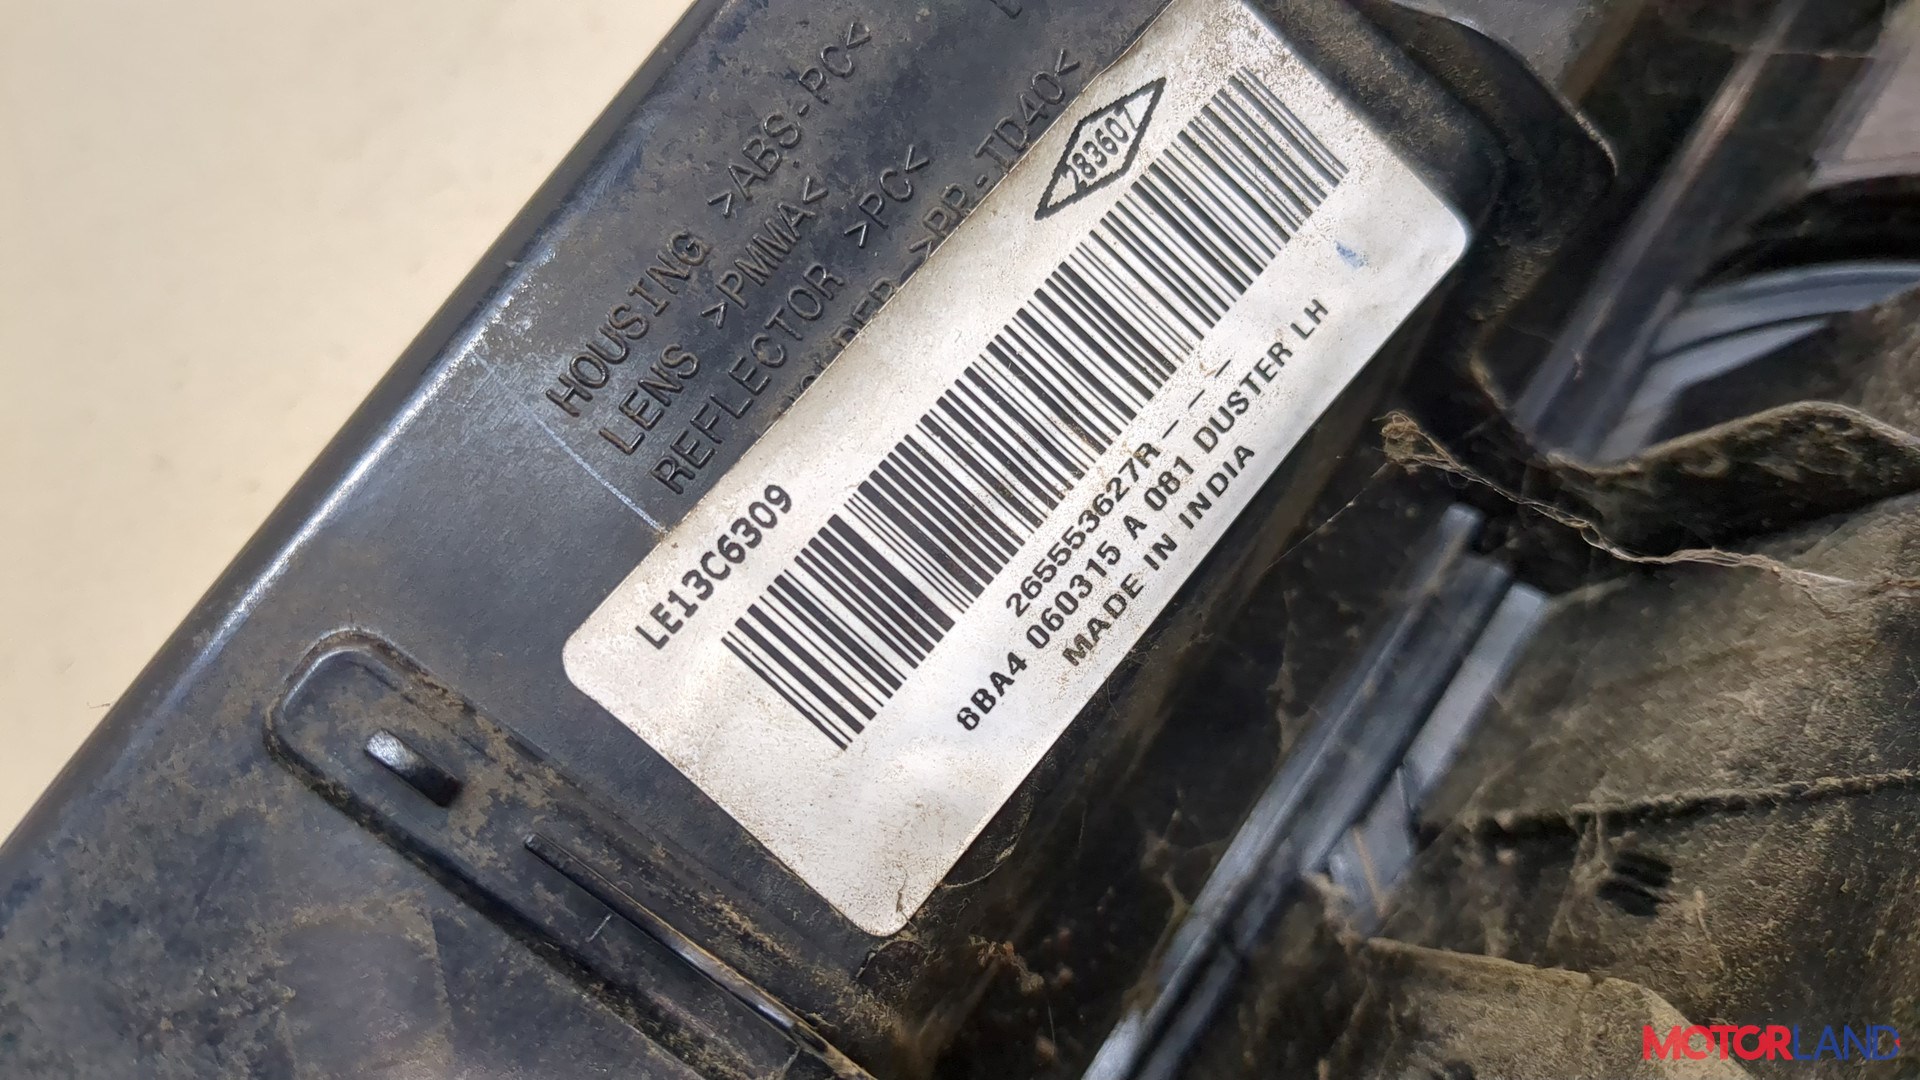 HOUSING >ABS-PC<
LENS >PMMA<
REFLECTOR >PC<
>PP-TD40<
283607
LE13C6309
265553627R---
8BA4 060315 A 081 DUSTER LH
MADE IN INDIA
MOTORLAND